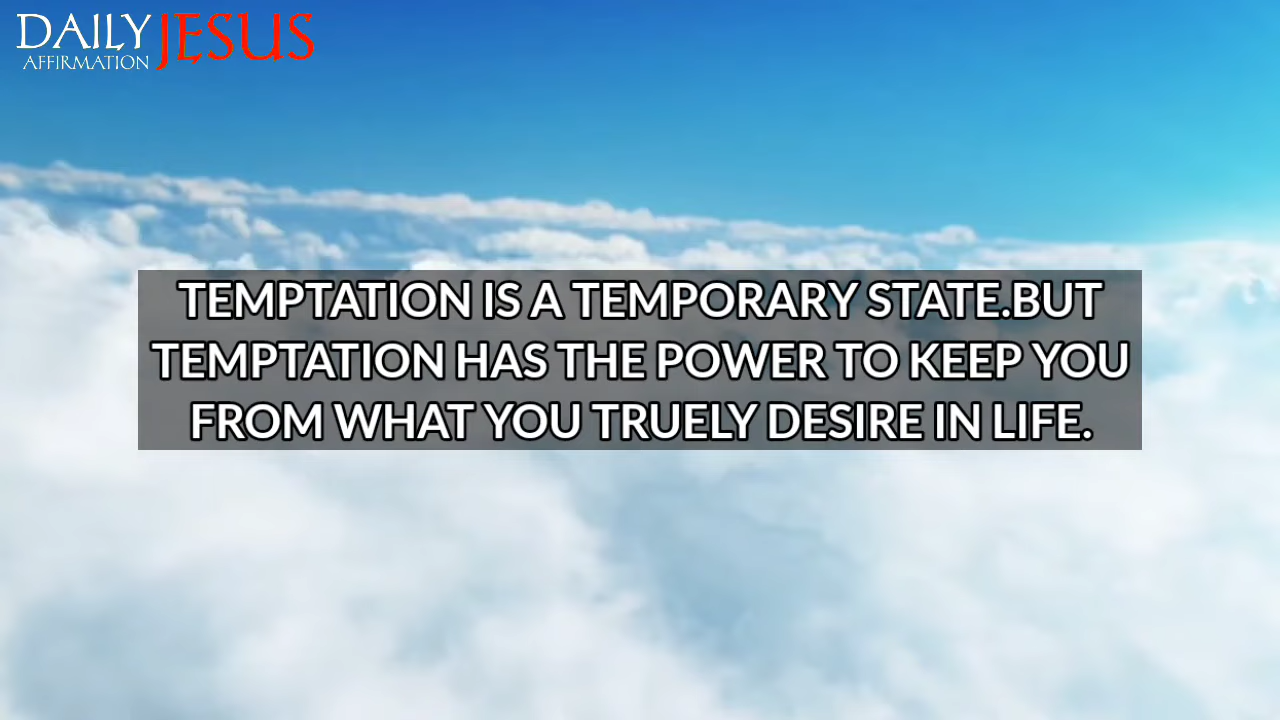 DAILY JESUS
AFFIRMATION
TEMPTATION IS A TEMPORARY STATE.BUT
TEMPTATION HAS THE POWER TO KEEP YOU
FROM WHAT YOU TRUELY DESIRE IN LIFE.